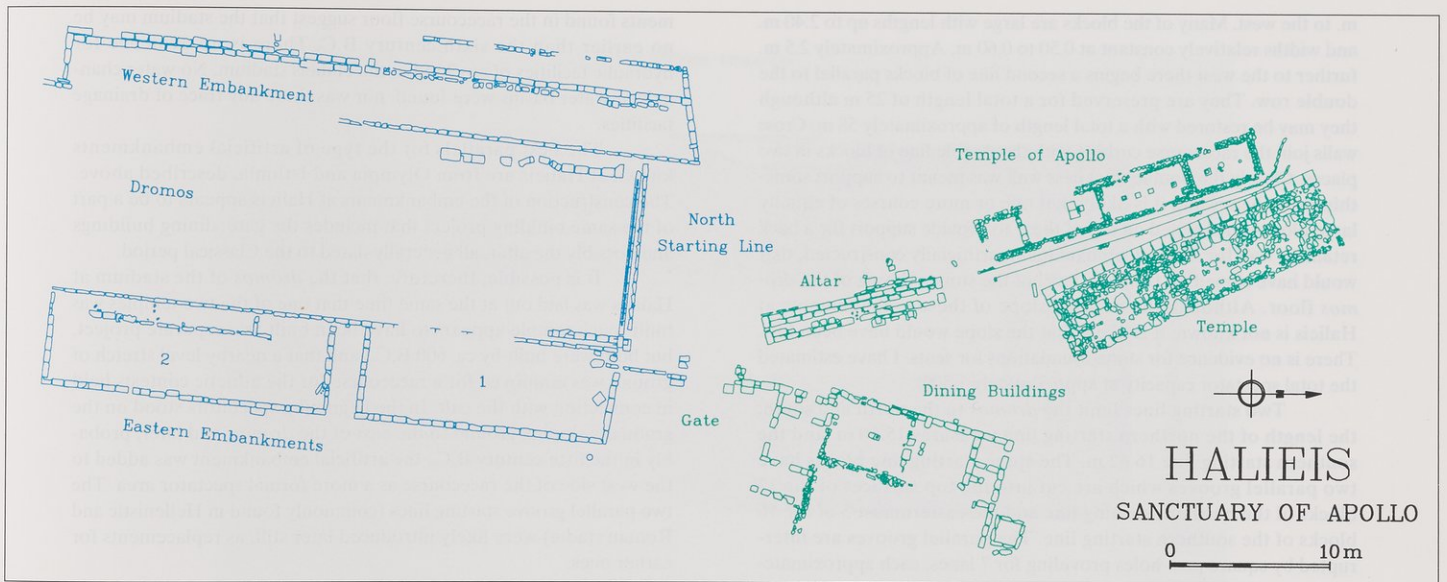 Western Embankment
Dromos
North
Starting Line
2
1
Eastern Embankments
Temple of Apollo
Altar
Temple
Dining Buildings
Gate
HALIEIS
SANCTUARY OF APOLLO
0 10m